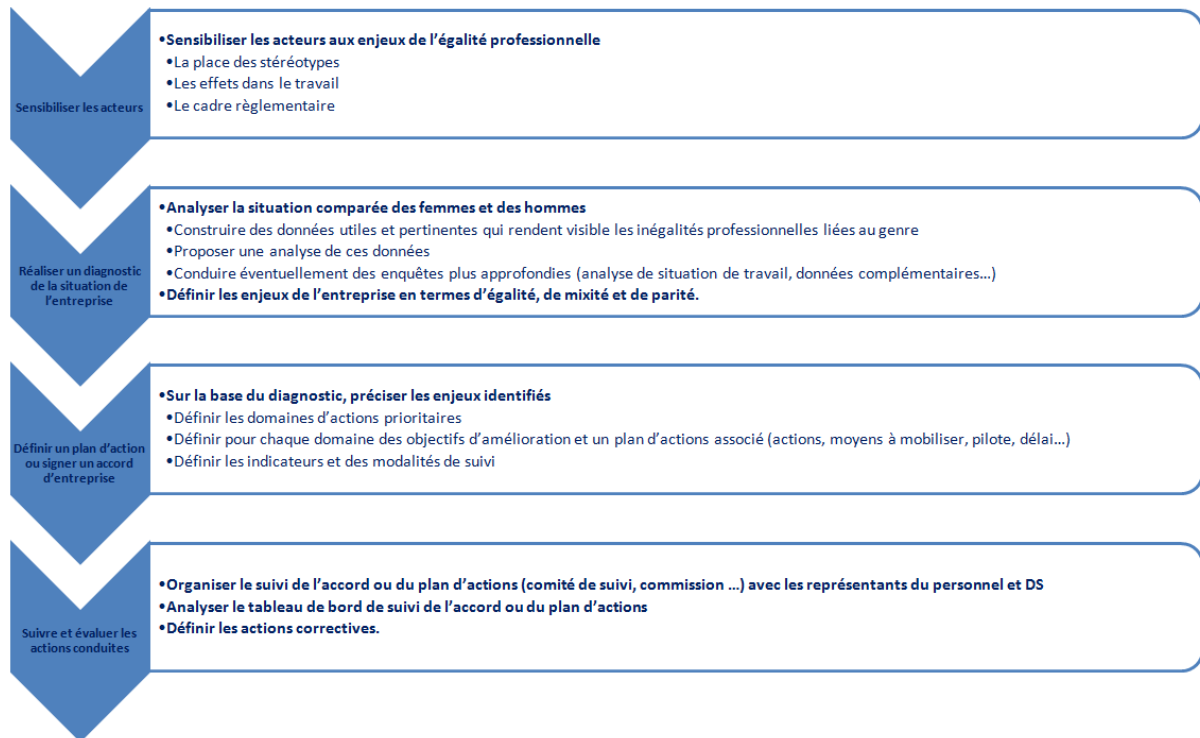 Sensibiliser les acteurs
•Sensibiliser les acteurs aux enjeux de l’égalité professionnelle
•La place des stéréotypes
•Les effets dans le travail
•Le cadre règlementaire
Réaliser un diagnostic
de la situation de
l’entreprise
•Analyser la situation comparée des femmes et des hommes
•Construire des données utiles et pertinentes qui rendent visible les inégalités professionnelles liées au genre
•Proposer une analyse de ces données
•Conduire éventuellement des enquêtes plus approfondies (analyse de situation de travail, données complémentaires…)
•Définir les enjeux de l’entreprise en termes d’égalité, de mixité et de parité.
Définir un plan d’action
ou signer un accord
d’entreprise
•Sur la base du diagnostic, préciser les enjeux identifiés
•Définir les domaines d’actions prioritaires
•Définir pour chaque domaine des objectifs d’amélioration et un plan d’actions associé (actions, moyens à mobiliser, pilote, délai…)
•Définir les indicateurs et des modalités de suivi
Suivre et évaluer les
actions conduites
•Organiser le suivi de l’accord ou du plan d’actions (comité de suivi, commission …) avec les représentants du personnel et DS
•Analyser le tableau de bord de suivi de l’accord ou du plan d’actions
•Définir les actions correctives.